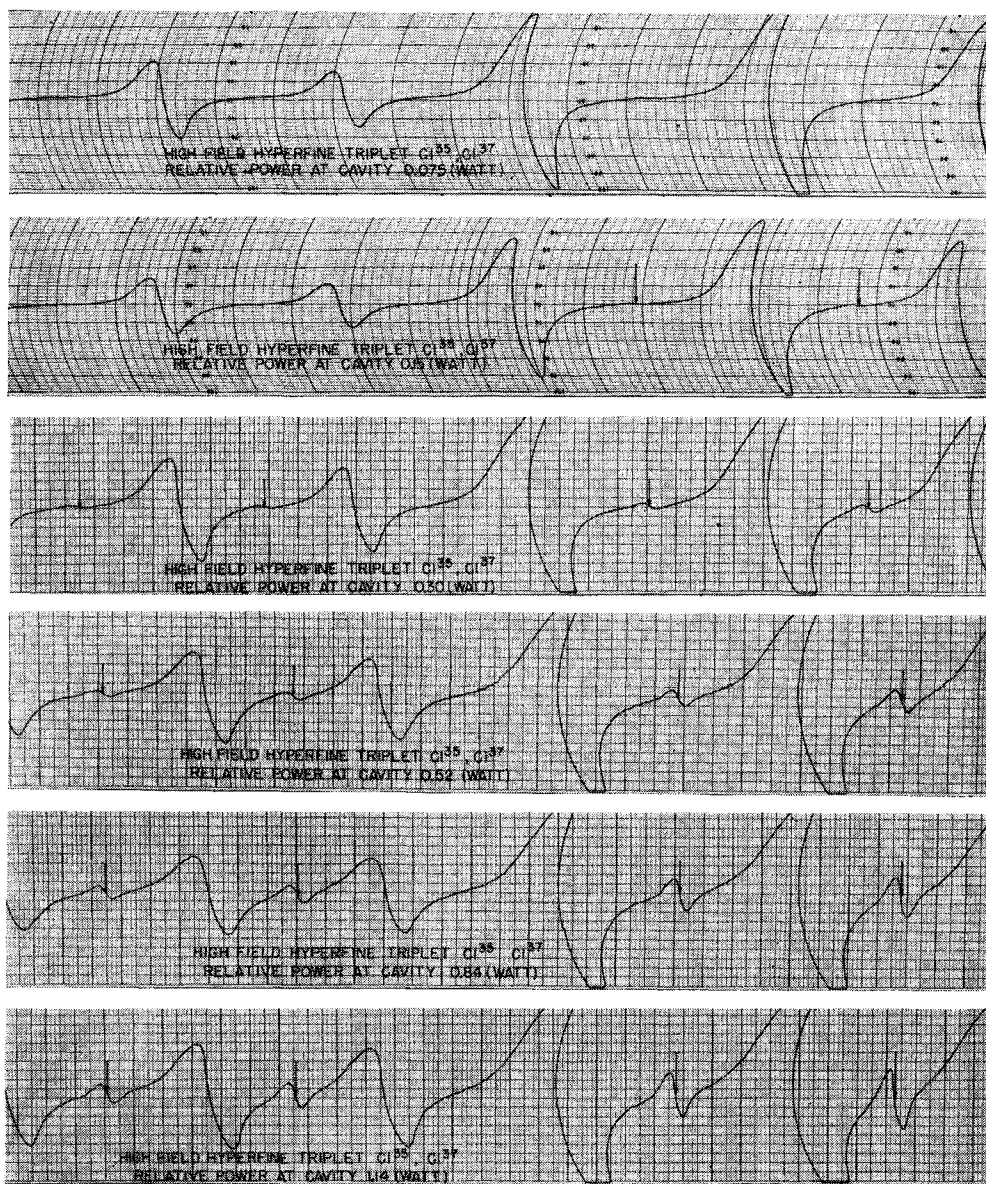 HIGH FIELD HYPERFINE TRIPLET Cl³⁵, Cl³⁷
RELATIVE POWER AT CAVITY 0.075 (WATT)
HIGH FIELD HYPERFINE TRIPLET Cl³⁵ Cl³⁷
RELATIVE POWER AT CAVITY 0.15 (WATT)
HIGH FIELD HYPERFINE TRIPLET Cl³⁵, Cl³⁷
RELATIVE POWER AT CAVITY 0.30 (WATT)
HIGH FIELD HYPERFINE TRIPLET Cl³⁵, Cl³⁷
RELATIVE POWER AT CAVITY 0.52 (WATT)
HIGH FIELD HYPERFINE TRIPLET Cl³⁵ Cl³⁷
RELATIVE POWER AT CAVITY 0.84 (WATT)
HIGH FIELD HYPERFINE TRIPLET Cl³⁵, Cl³⁷
RELATIVE POWER AT CAVITY 1.14 (WATT)